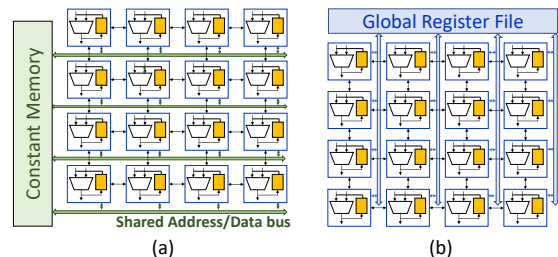 Global Register File
Constant Memory
Shared Address/Data bus
(a)
(b)